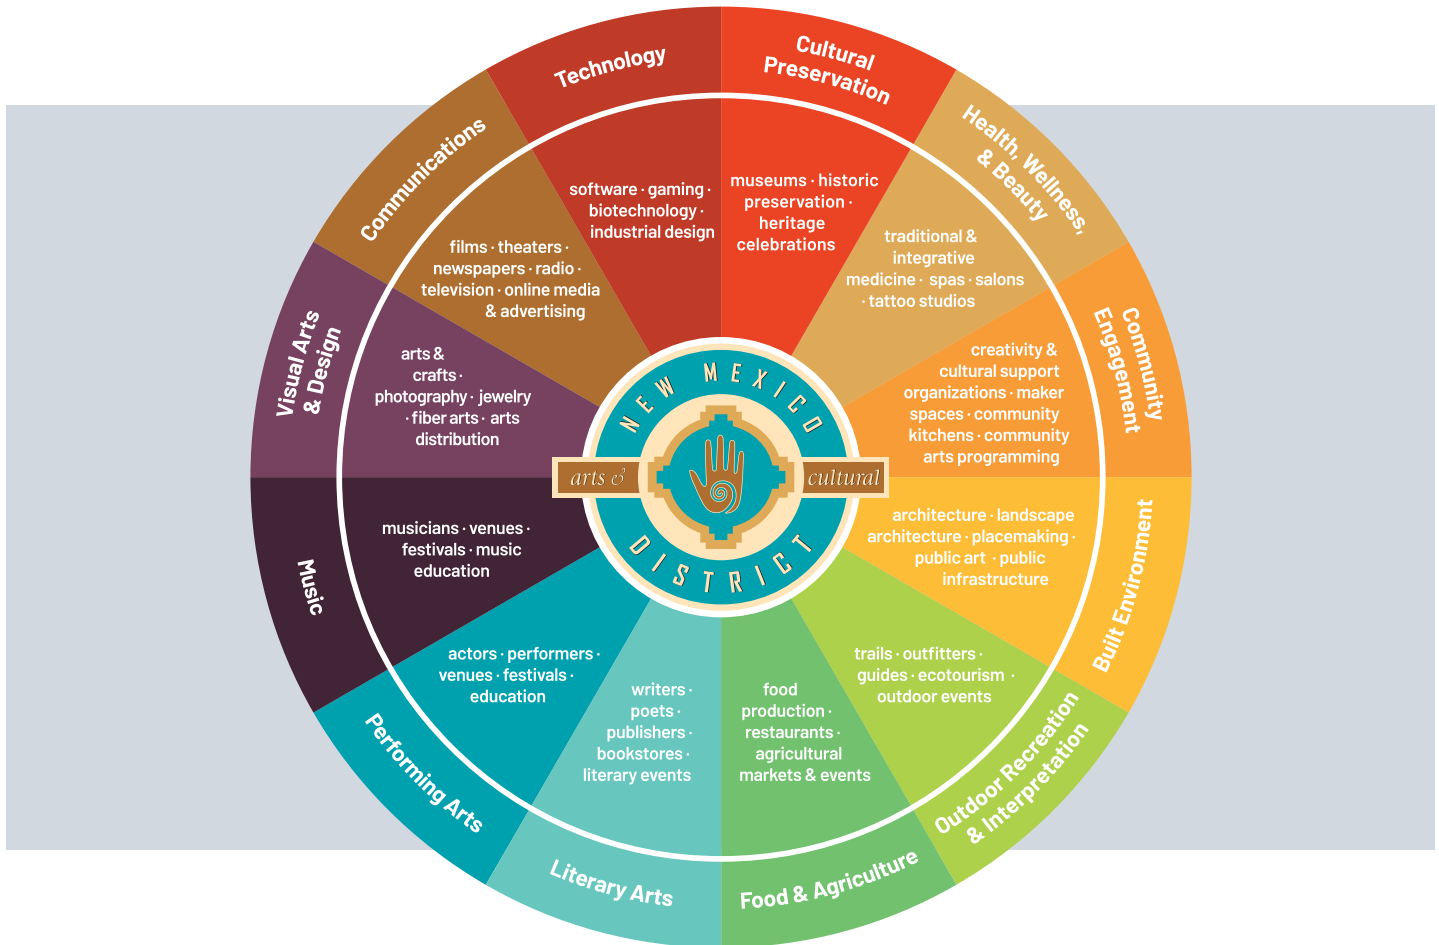 Technology
software · gaming ·
biotechnology ·
industrial design
Cultural
Preservation
museums · historic
preservation ·
heritage
celebrations
Health, Wellness,
& Beauty
traditional &
integrative
medicine · spas · salons
· tattoo studios
Community
Engagement
creativity &
cultural support
organizations · maker
spaces · community
kitchens · community
arts programming
Built Environment
architecture · landscape
architecture · placemaking ·
public art · public
infrastructure
Outdoor Recreation
& Interpretation
trails · outfitters ·
guides · ecotourism ·
outdoor events
Food & Agriculture
food
production ·
restaurants ·
agricultural
markets & events
Literary Arts
writers ·
poets ·
publishers ·
bookstores ·
literary events
Performing Arts
actors · performers ·
venues · festivals ·
education
Music
musicians · venues ·
festivals · music
education
Visual Arts
& Design
arts &
crafts ·
photography · jewelry
· fiber arts · arts
distribution
Communications
films · theaters ·
newspapers · radio ·
television · online media
& advertising
NEW MEXICO
arts & cultural
DISTRICT